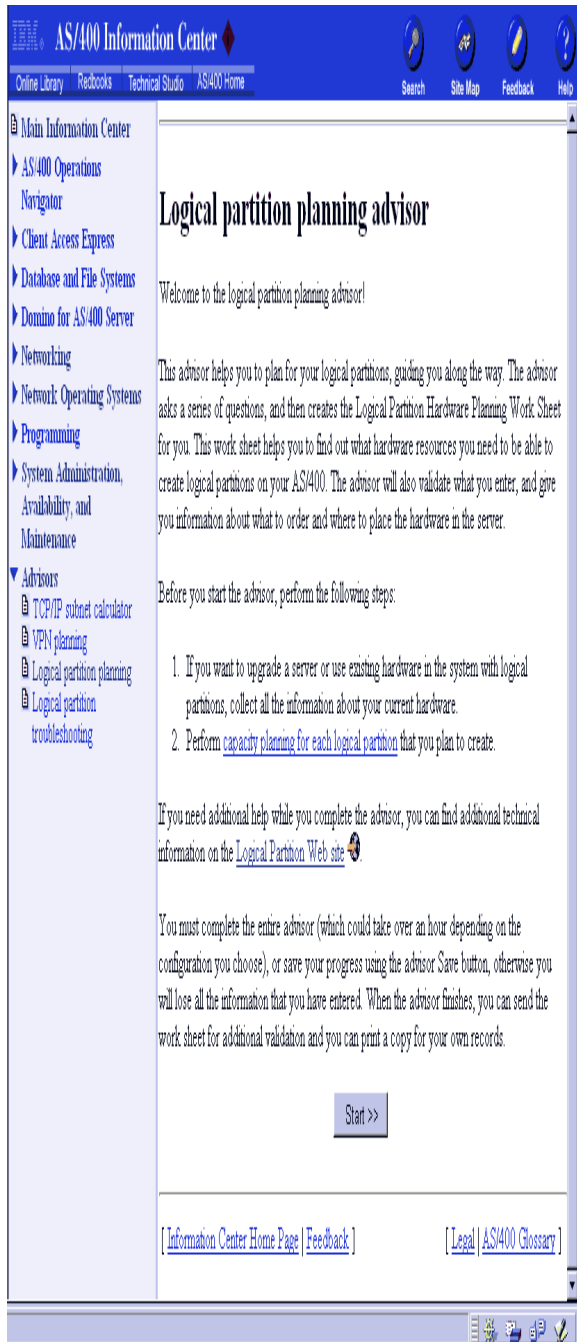 IBM® AS/400 Information Center
Online Library Redbooks Technical Studio AS/400 Home
Search Site Map Feedback Help
Main Information Center
AS/400 Operations
Navigator
Client Access Express
Database and File Systems
Domino for AS/400 Server
Networking
Network Operating Systems
Programming
System Administration,
Availability, and
Maintenance
Advisors
TCP/IP subnet calculator
VPN planning
Logical partition planning
Logical partition
troubleshooting
Logical partition planning advisor
Welcome to the logical partition planning advisor!
This advisor helps you to plan for your logical partitions, guiding you along the way. The advisor
asks a series of questions, and then creates the Logical Partition Hardware Planning Work Sheet
for you. This work sheet helps you to find out what hardware resources you need to be able to
create logical partitions on your AS/400. The advisor will also validate what you enter, and give
you information about what to order and where to place the hardware in the server.
Before you start the advisor, perform the following steps:
1. If you want to upgrade a server or use existing hardware in the system with logical
partitions, collect all the information about your current hardware.
2. Perform capacity planning for each logical partition that you plan to create.
If you need additional help while you complete the advisor, you can find additional technical
information on the Logical Partition Web site .
You must complete the entire advisor (which could take over an hour depending on the
configuration you choose), or save your progress using the advisor Save button, otherwise you
will lose all the information that you have entered. When the advisor finishes, you can send the
work sheet for additional validation and you can print a copy for your own records.
Start >>
[ Information Center Home Page | Feedback ] [ Legal | AS/400 Glossary ]